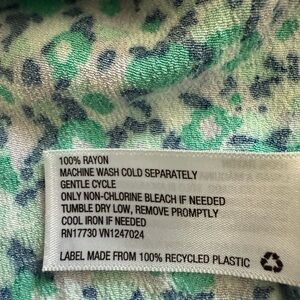 100% RAYON
MACHINE WASH COLD SEPARATELY
GENTLE CYCLE
ONLY NON-CHLORINE BLEACH IF NEEDED
TUMBLE DRY LOW, REMOVE PROMPTLY
COOL IRON IF NEEDED
RN17730 VN1247024
LABEL MADE FROM 100% RECYCLED PLASTIC